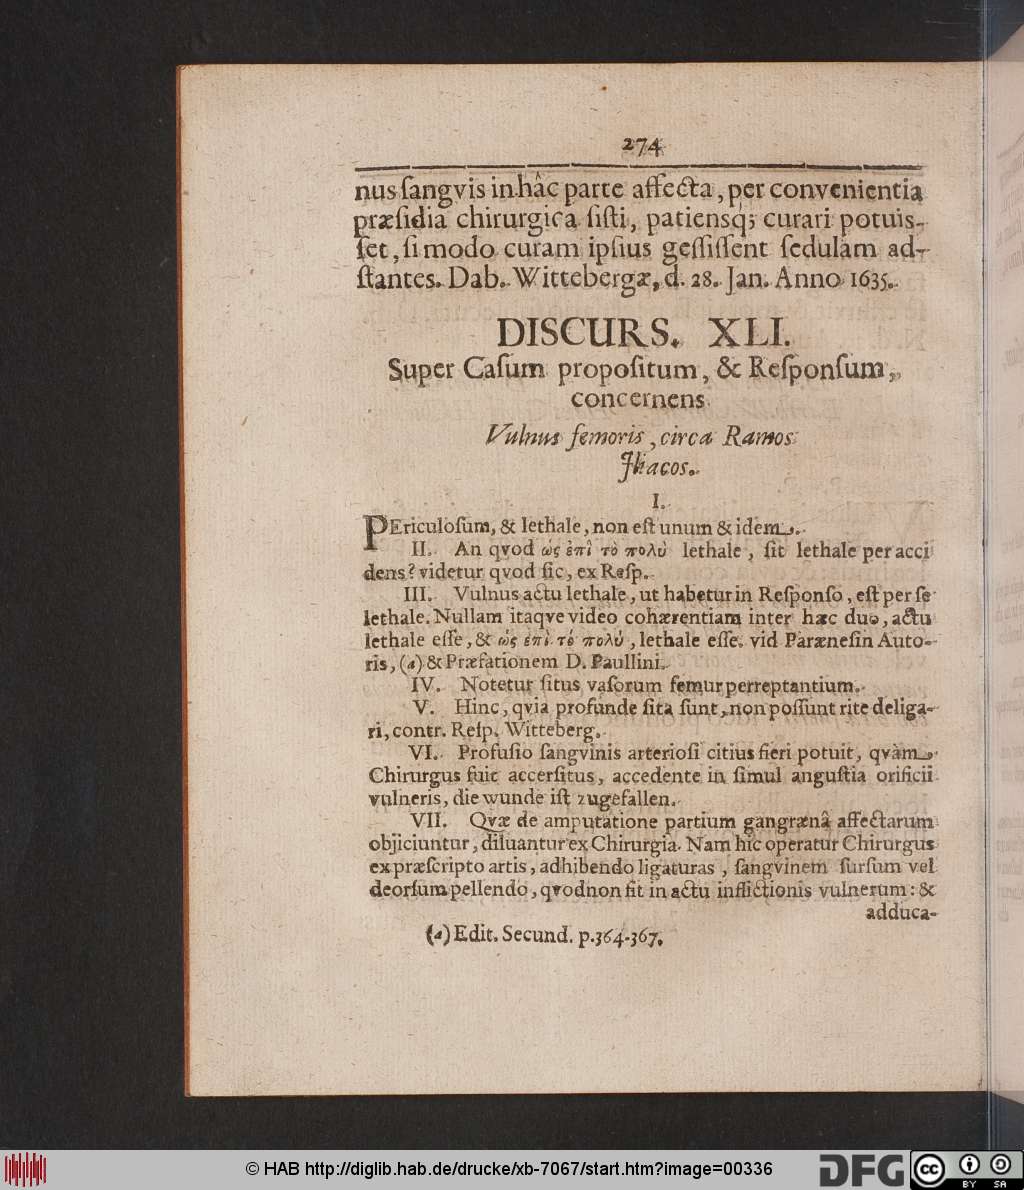 274
nus ſangvis in hâc parte affecta, per convenientia
præſidia chirurgica ſiſti, patiensq; curari potuiſ-
ſet, ſi modo curam ipſius geſſiſſent ſedulam ad-
ſtantes. Dab. Wittebergæ, d. 28. Jan. Anno 1635.
DISCURS. XLI.
Super Caſum propoſitum, & Reſponſum,
concernens
Vulnus femoris, circa Ramos
Iliacos.
I.
PEriculoſum, & lethale, non eſt unum & idem.
II. An qvod ὡς ἐπὶ τὸ πολὺ lethale, ſit lethale per acci
dens? videtur qvod ſic, ex Reſp.
III. Vulnus actu lethale, ut habetur in Reſponſo, eſt per ſe
lethale. Nullam itaqve video cohærentiam inter hæc duo, actu
lethale eſſe, & ὡς ἐπὶ τὸ πολὺ, lethale eſſe. vid Paræneſin Auto-
ris, (a) & Præfationem D. Paullini.
IV. Notetur ſitus vaſorum femur perreptantium.
V. Hinc, qvia profunde ſita ſunt, non poſſunt rite deliga-
ri, contr. Reſp. Witteberg.
VI. Profuſio ſangvinis arterioſi citius fieri potuit, qvàm
Chirurgus fuit accerſitus, accedente in ſimul anguſtia orificii
vulneris, die wunde iſt zugefallen.
VII. Qvæ de amputatione partium gangrænâ affectarum
objiciuntur, diluantur ex Chirurgia. Nam hic operatur Chirurgus
ex præſcripto artis, adhibendo ligaturas, ſangvinem ſurſum vel
deorſum pellendo, qvod non fit in actu inflictionis vulnerum: &
adduca-
(a) Edit. Secund. p. 364-367.
© HAB http://diglib.hab.de/drucke/xb-7067/start.htm?image=00336
DFG
cc BY SA